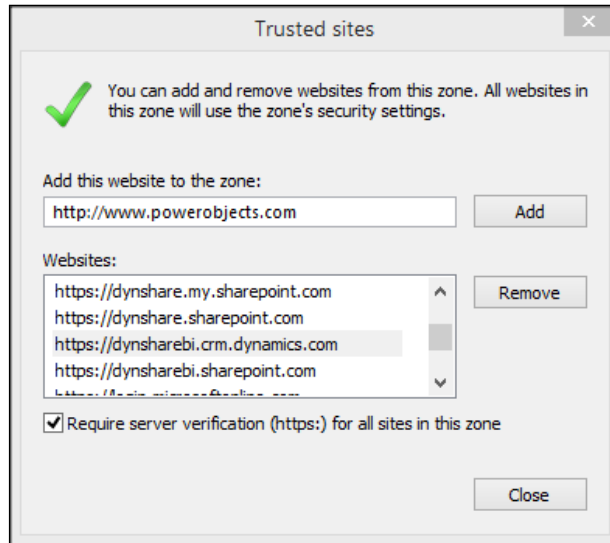 Trusted sites
You can add and remove websites from this zone. All websites in
this zone will use the zone's security settings.
Add this website to the zone:
http://www.powerobjects.com
Add
Websites:
https://dynshare.my.sharepoint.com
Remove
https://dynshare.sharepoint.com
https://dynsharebi.crm.dynamics.com
https://dynsharebi.sharepoint.com
Require server verification (https:) for all sites in this zone
Close